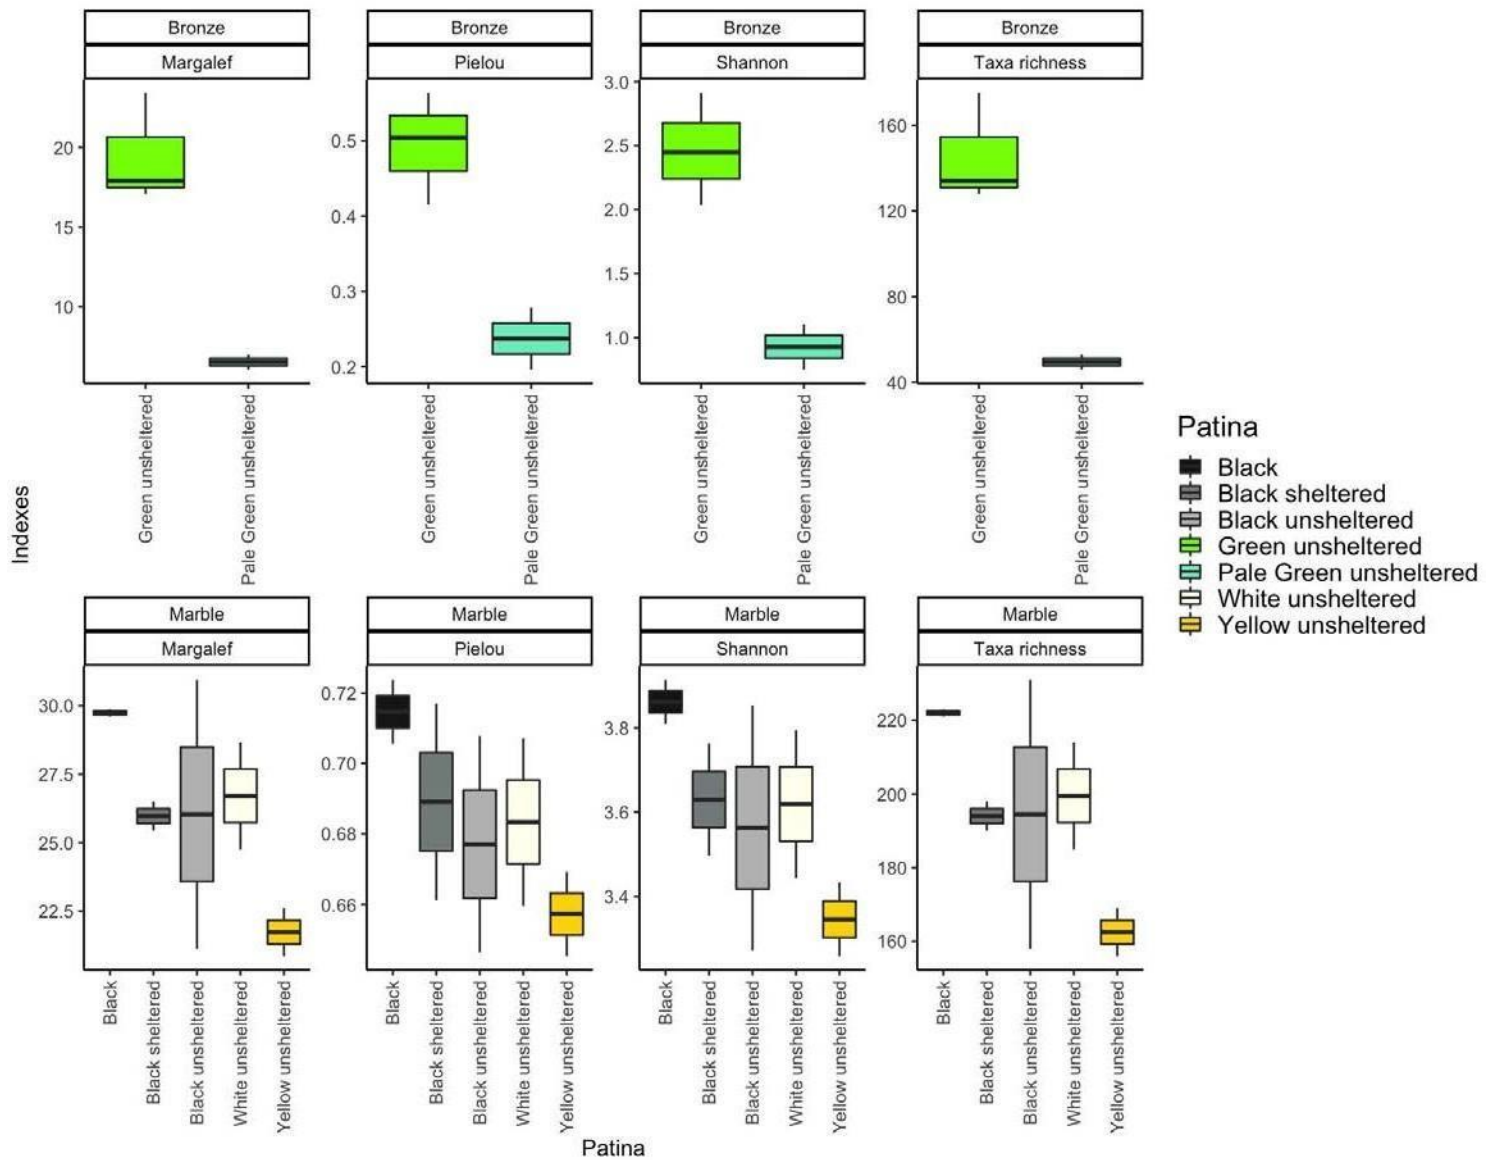 Bronze Bronze Bronze Bronze
Margalef Pielou Shannon Taxa richness
20
15
10
0.5
0.4
0.3
0.2
3.0
2.5
2.0
1.5
1.0
160
120
80
40
Green unsheltered
Pale Green unsheltered
Green unsheltered
Pale Green unsheltered
Green unsheltered
Pale Green unsheltered
Green unsheltered
Pale Green unsheltered
Indexes
Patina
Black
Black sheltered
Black unsheltered
Green unsheltered
Pale Green unsheltered
White unsheltered
Yellow unsheltered
Marble Marble Marble Marble
Margalef Pielou Shannon Taxa richness
30.0
27.5
25.0
22.5
0.72
0.70
0.68
0.66
3.8
3.6
3.4
220
200
180
160
Black
Black sheltered
Black unsheltered
White unsheltered
Yellow unsheltered
Black
Black sheltered
Black unsheltered
White unsheltered
Yellow unsheltered
Black
Black sheltered
Black unsheltered
White unsheltered
Yellow unsheltered
Black
Black sheltered
Black unsheltered
White unsheltered
Yellow unsheltered
Patina